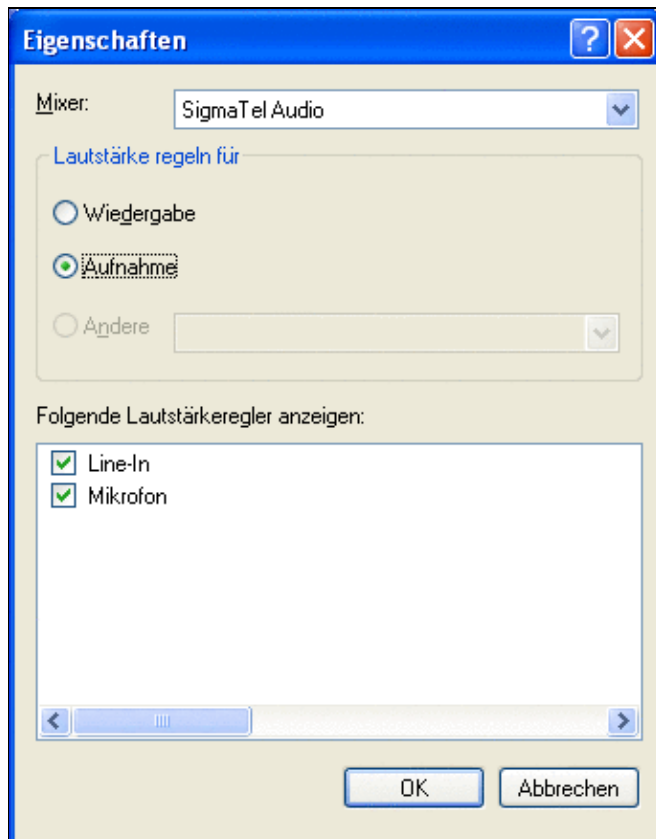 Eigenschaften
Mixer: SigmaTel Audio
Lautstärke regeln für
Wiedergabe
Aufnahme
Andere
Folgende Lautstärkeregler anzeigen:
Line-In
Mikrofon
OK Abbrechen